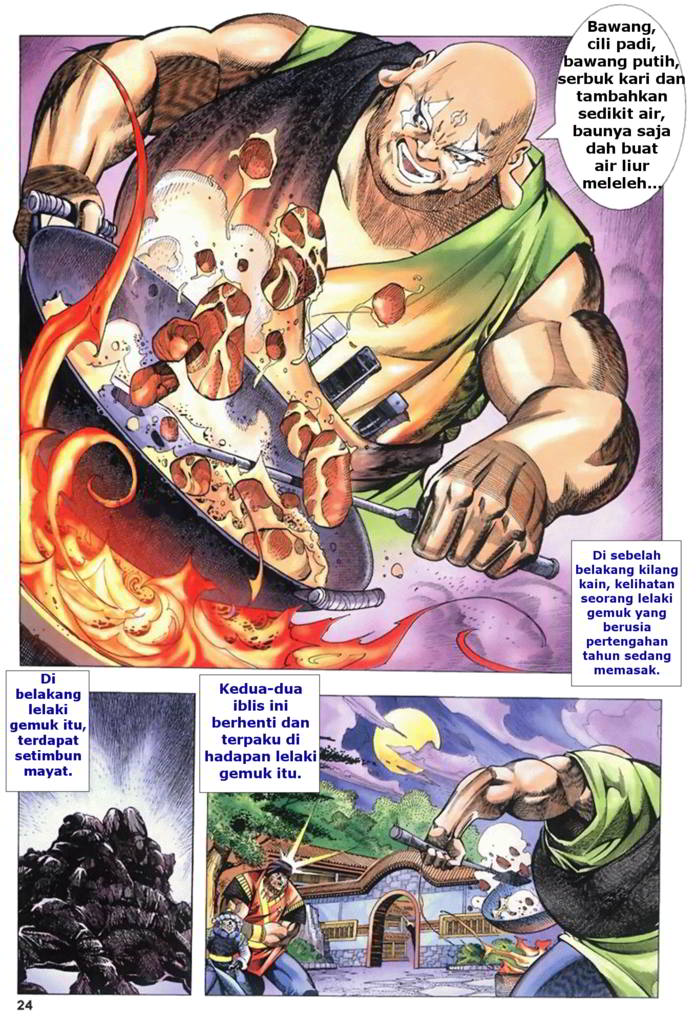 Bawang,
cili padi,
bawang putih,
serbuk kari dan
tambahkan
sedikit air,
baunya saja
dah buat
air liur
meleleh...
Di sebelah
belakang kilang
kain, kelihatan
seorang lelaki
gemuk yang
berusia
pertengahan
tahun sedang
memasak.
Di
belakang
lelaki
gemuk itu,
terdapat
setimbun
mayat.
Kedua-dua
iblis ini
berhenti dan
terpaku di
hadapan lelaki
gemuk itu.
24